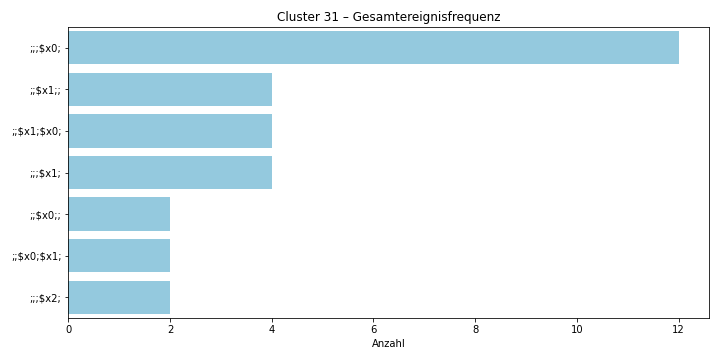 Cluster 31 – Gesamtereignisfrequenz
;;;$x0;
;;$x1;;
;;$x1;$x0;
;;;$x1;
;;$x0;;
;;$x0;$x1;
;;;$x2;
0 2 4 6 8 10 12
Anzahl